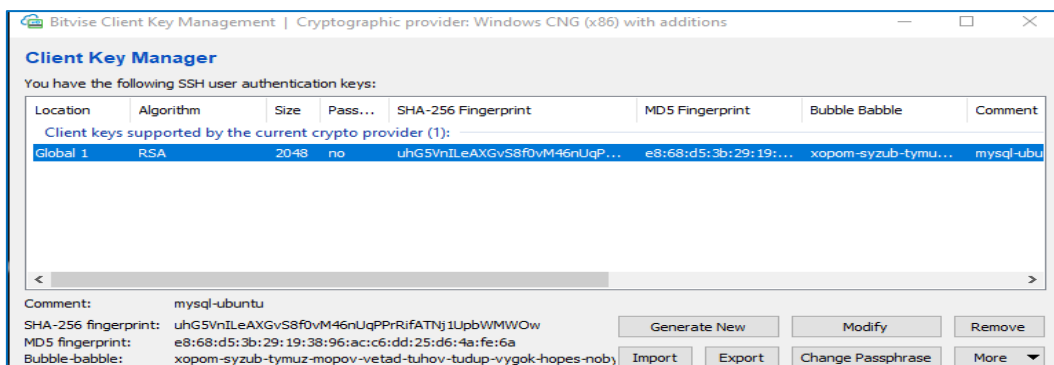 Bitvise Client Key Management | Cryptographic provider: Windows CNG (x86) with additions
Client Key Manager
You have the following SSH user authentication keys:
Location Algorithm Size Pass... SHA-256 Fingerprint MD5 Fingerprint Bubble Babble Comment
Client keys supported by the current crypto provider (1):
Global 1 RSA 2048 no uhG5VnILeAXGvS8f0vM46nUqP... e8:68:d5:3b:29:19:... xopom-syzub-tymu... mysql-ubu
Comment: mysql-ubuntu
SHA-256 fingerprint: uhG5VnILeAXGvS8f0vM46nUqPPrRifATNj1UpbWMWOw
MD5 fingerprint: e8:68:d5:3b:29:19:38:96:ac:c6:dd:25:d6:4a:fe:6a
Bubble-babble: xopom-syzub-tymuz-mopov-vetad-tuhov-tudup-vygok-hopes-noby
Generate New Modify Remove
Import Export Change Passphrase More